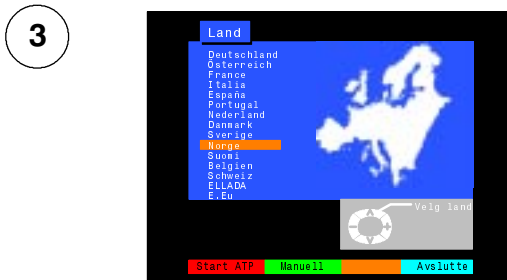 3
Land
Deutschland
Österreich
France
Italia
España
Portugal
Nederland
Danmark
Sverige
Norge
Suomi
Belgien
Schweiz
ELLADA
E.Eu
Velg land
Start ATP Manuell Avslutte